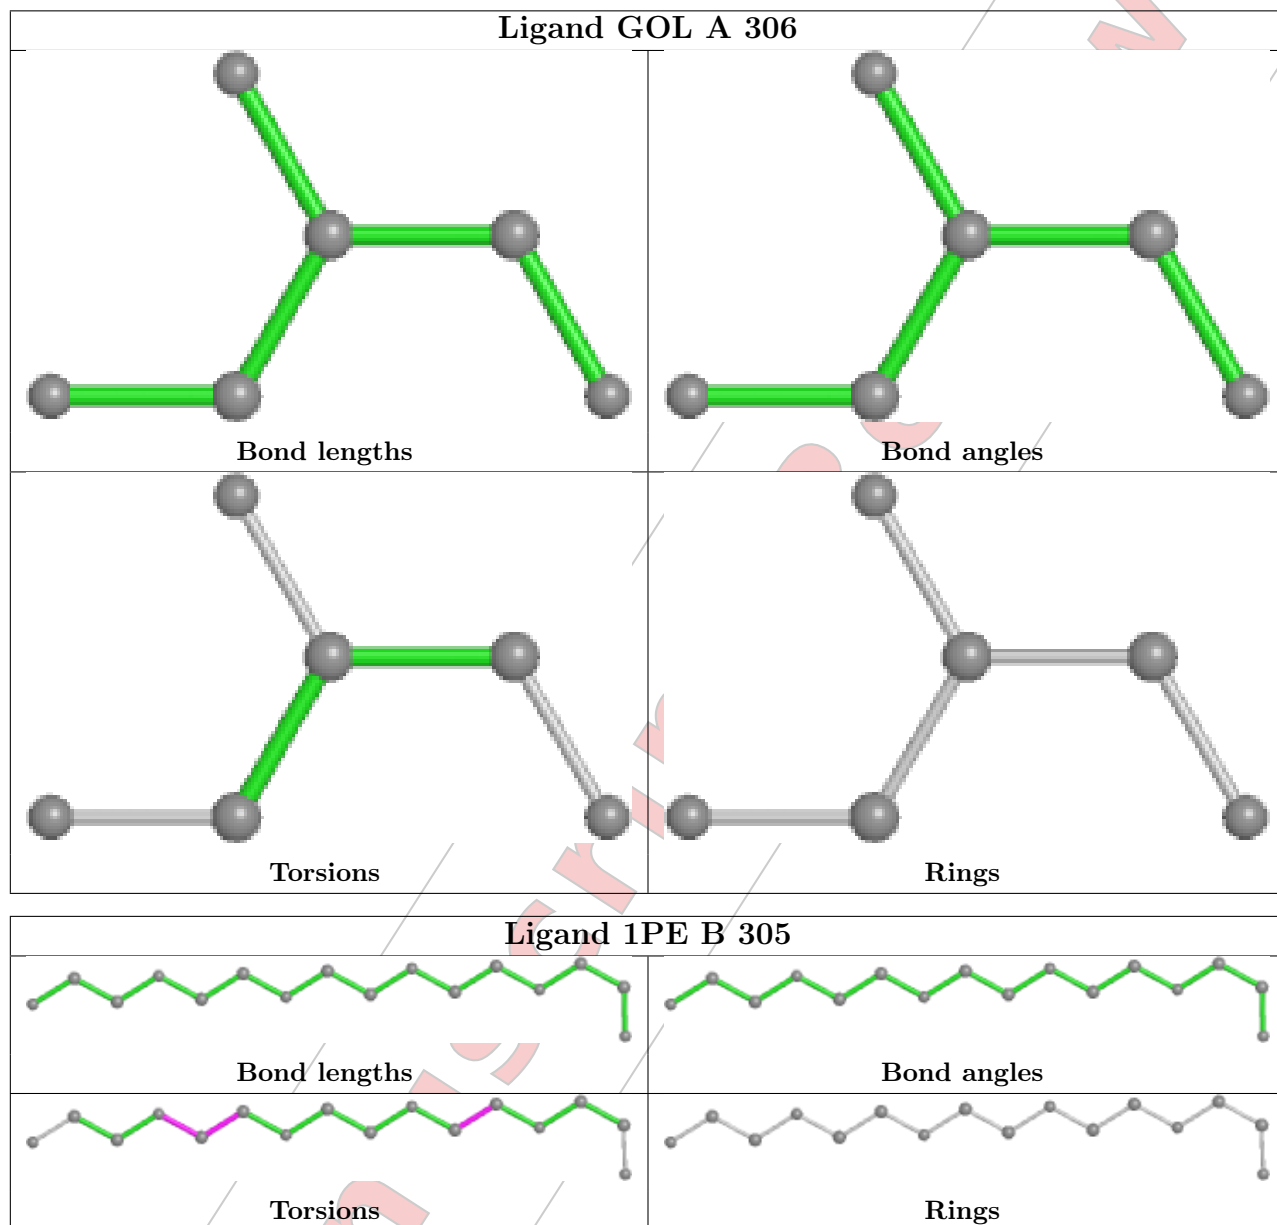 Ligand GOL A 306
Bond lengths
Bond angles
Torsions
Rings
Ligand 1PE B 305
Bond lengths
Bond angles
Torsions
Rings